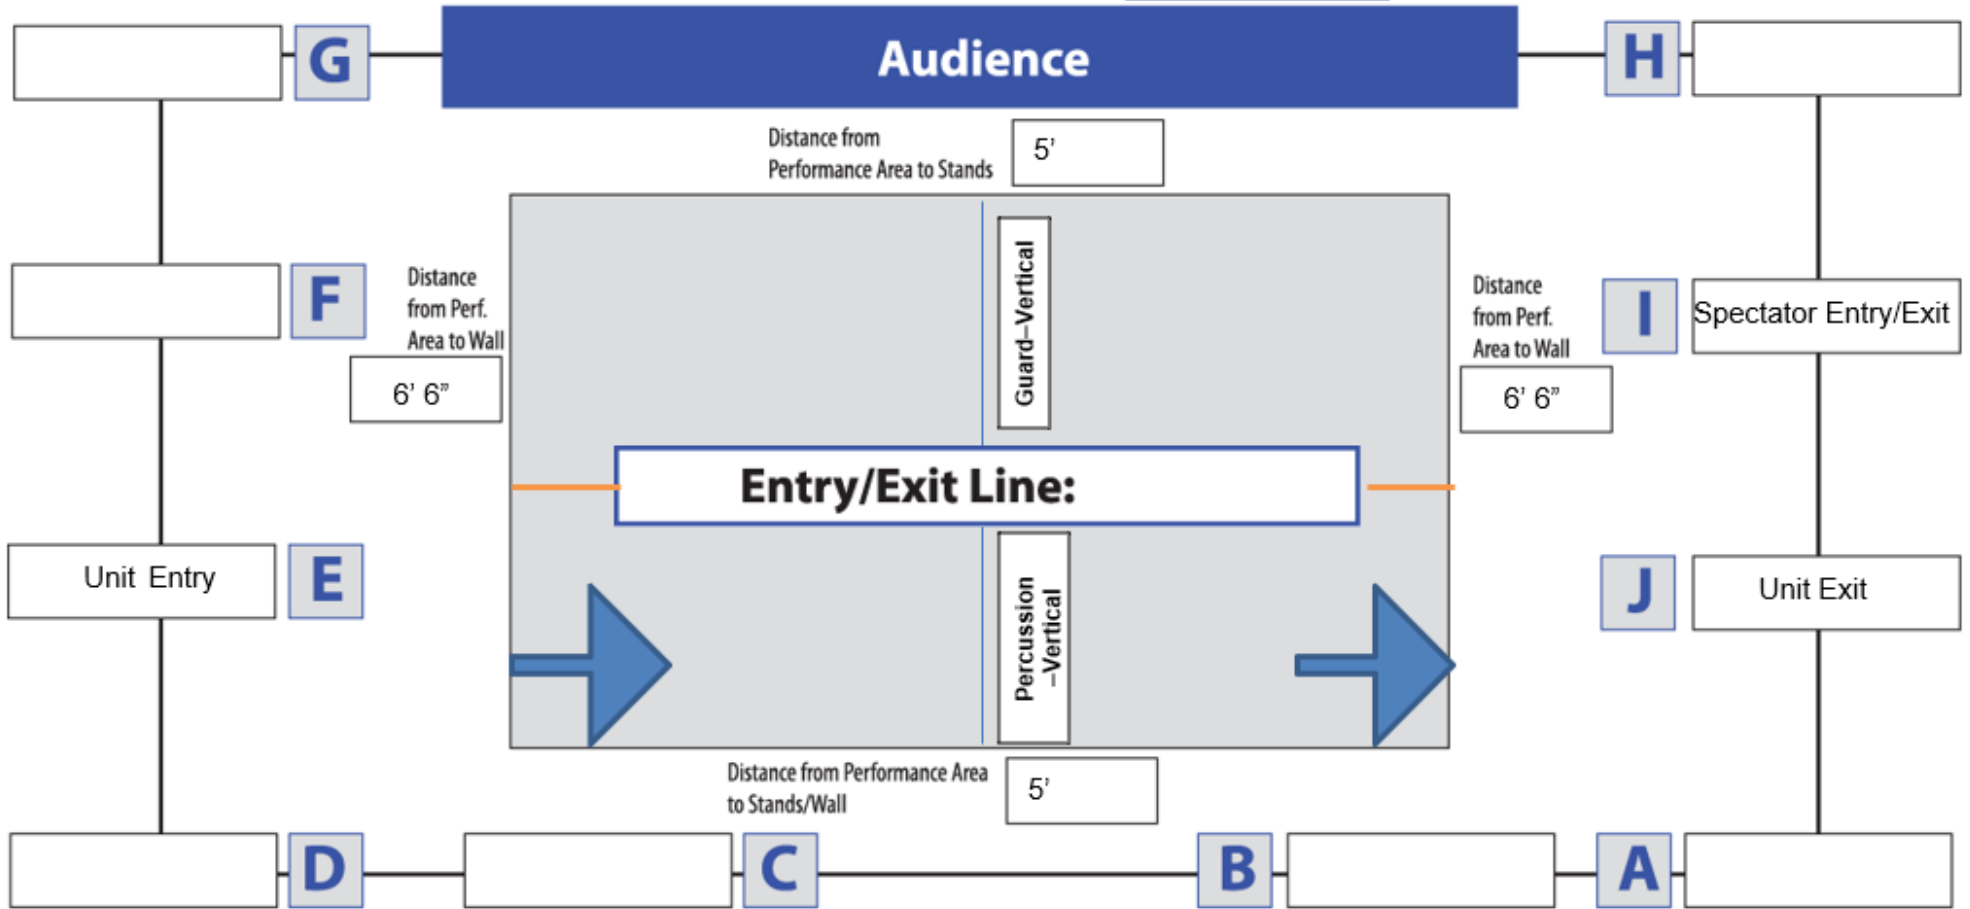 G
Audience
H
Distance from
Performance Area to Stands
5’
Distance
from Perf.
Area to Wall
6’ 6”
F
Guard–Vertical
Distance
from Perf.
Area to Wall
6’ 6”
I
Spectator Entry/Exit
Entry/Exit Line:
Unit Entry
E
Percussion
–Vertical
J
Unit Exit
Distance from Performance Area
to Stands/Wall
5’
D
C
B
A